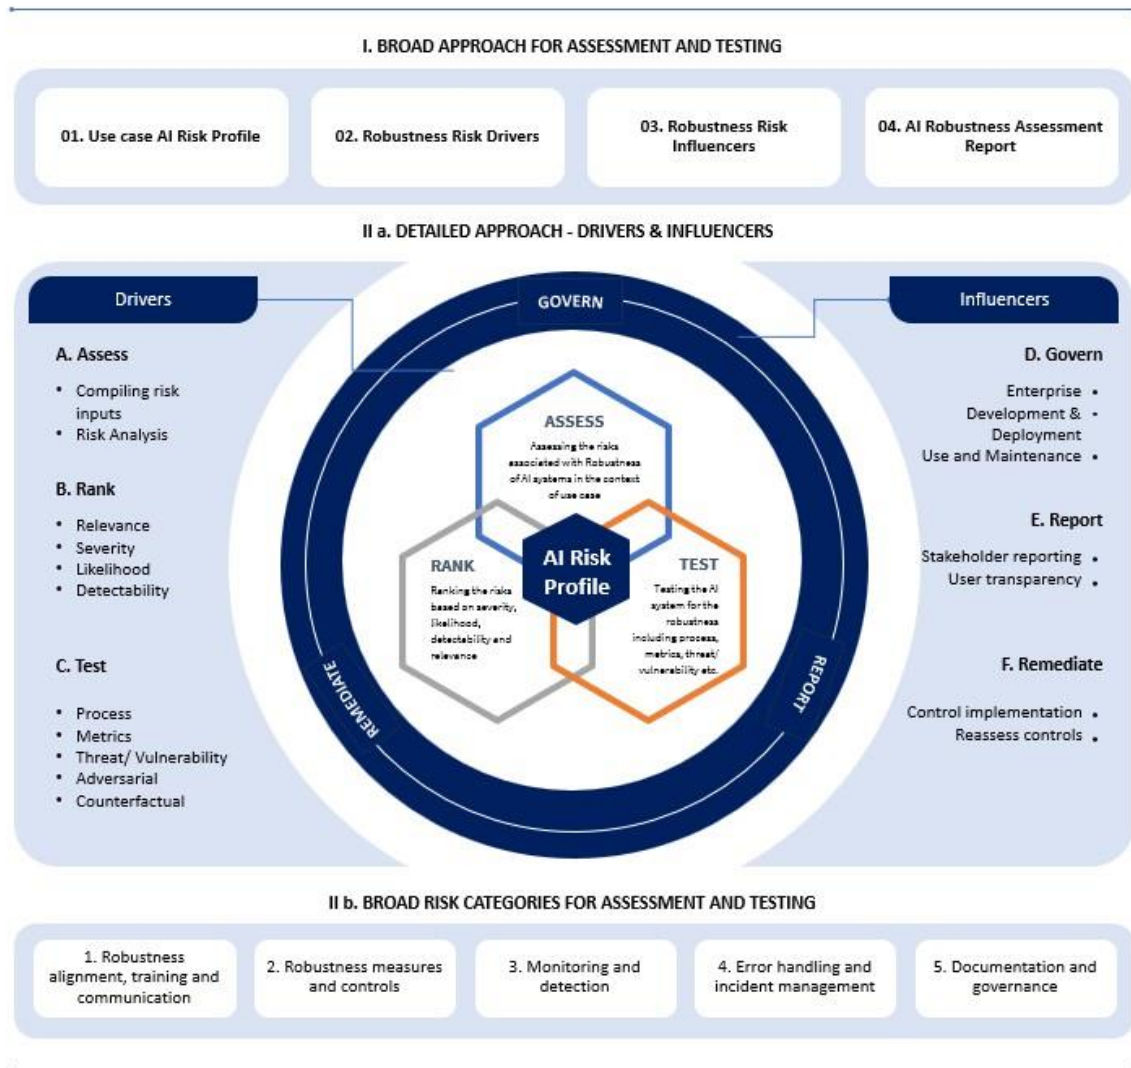 I. BROAD APPROACH FOR ASSESSMENT AND TESTING
01. Use case AI Risk Profile
02. Robustness Risk Drivers
03. Robustness Risk
Influencers
04. AI Robustness Assessment
Report
II a. DETAILED APPROACH - DRIVERS & INFLUENCERS
Drivers
A. Assess
• Compiling risk
inputs
• Risk Analysis
B. Rank
• Relevance
• Severity
• Likelihood
• Detectability
C. Test
• Process
• Metrics
• Threat/ Vulnerability
• Adversarial
• Counterfactual
GOVERN
ASSESS
Assessing the risks
associated with Robustness
of AI systems in the context
of use case
RANK
Ranking the risks
based on severity,
likelihood,
detectability and
relevance
AI Risk
Profile
TEST
Testing the AI
system for the
robustness
including process,
metrics, threat/
vulnerability etc.
REMEDIATE
REPORT
Influencers
D. Govern
Enterprise •
Development & •
Deployment
Use and Maintenance •
E. Report
Stakeholder reporting •
User transparency •
F. Remediate
Control implementation •
Reassess controls •
II b. BROAD RISK CATEGORIES FOR ASSESSMENT AND TESTING
1. Robustness
alignment, training and
communication
2. Robustness measures
and controls
3. Monitoring and
detection
4. Error handling and
incident management
5. Documentation and
governance